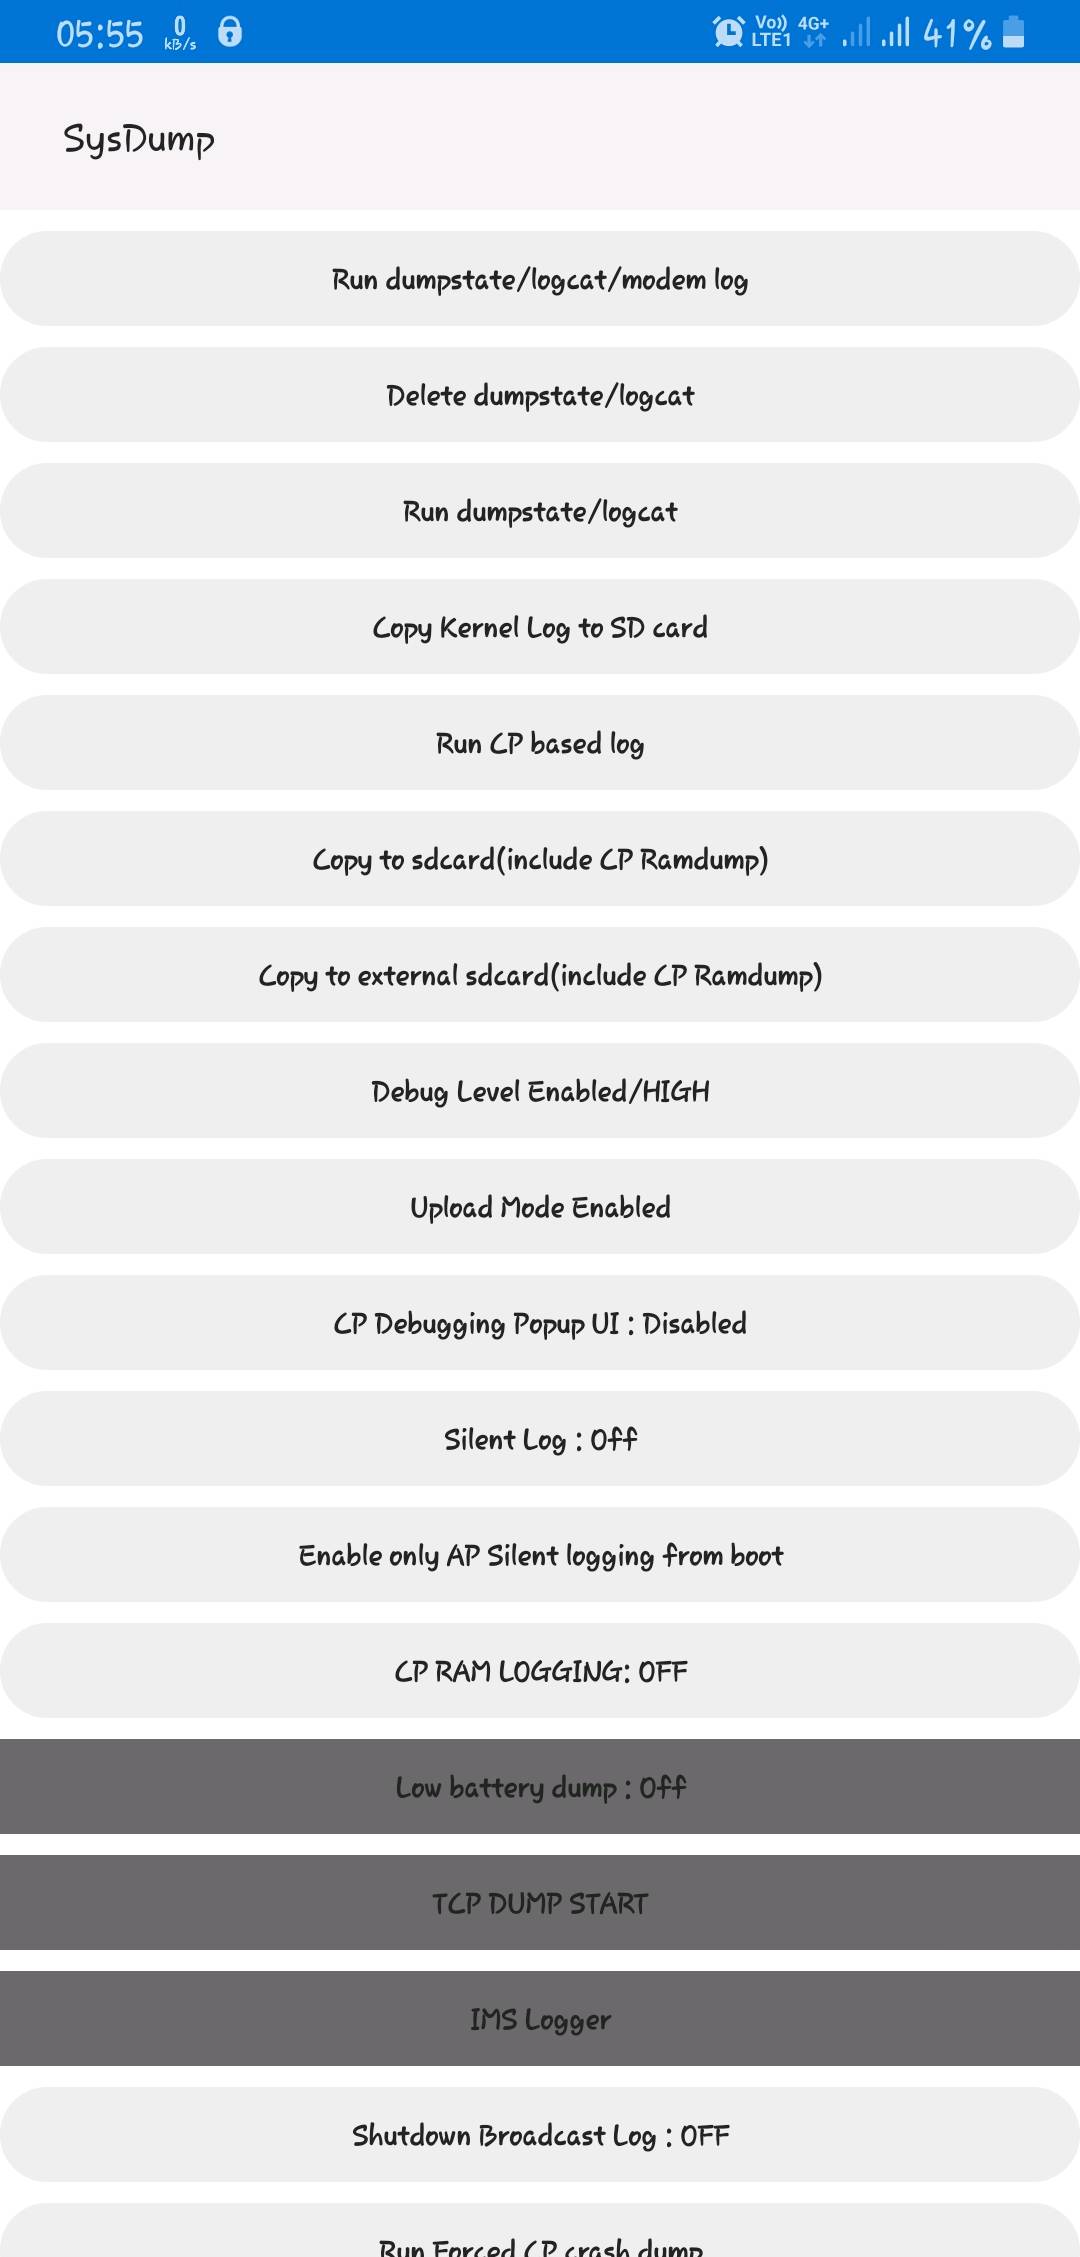 05:55 0 kB/s Vo)) LTE1 4G+ 41%
SysDump
Run dumpstate/logcat/modem log
Delete dumpstate/logcat
Run dumpstate/logcat
Copy Kernel Log to SD card
Run CP based log
Copy to sdcard(include CP Ramdump)
Copy to external sdcard(include CP Ramdump)
Debug Level Enabled/HIGH
Upload Mode Enabled
CP Debugging Popup UI : Disabled
Silent Log : Off
Enable only AP Silent logging from boot
CP RAM LOGGING: OFF
Low battery dump : Off
TCP DUMP START
IMS Logger
Shutdown Broadcast Log : OFF
Run Forced CP crash dump